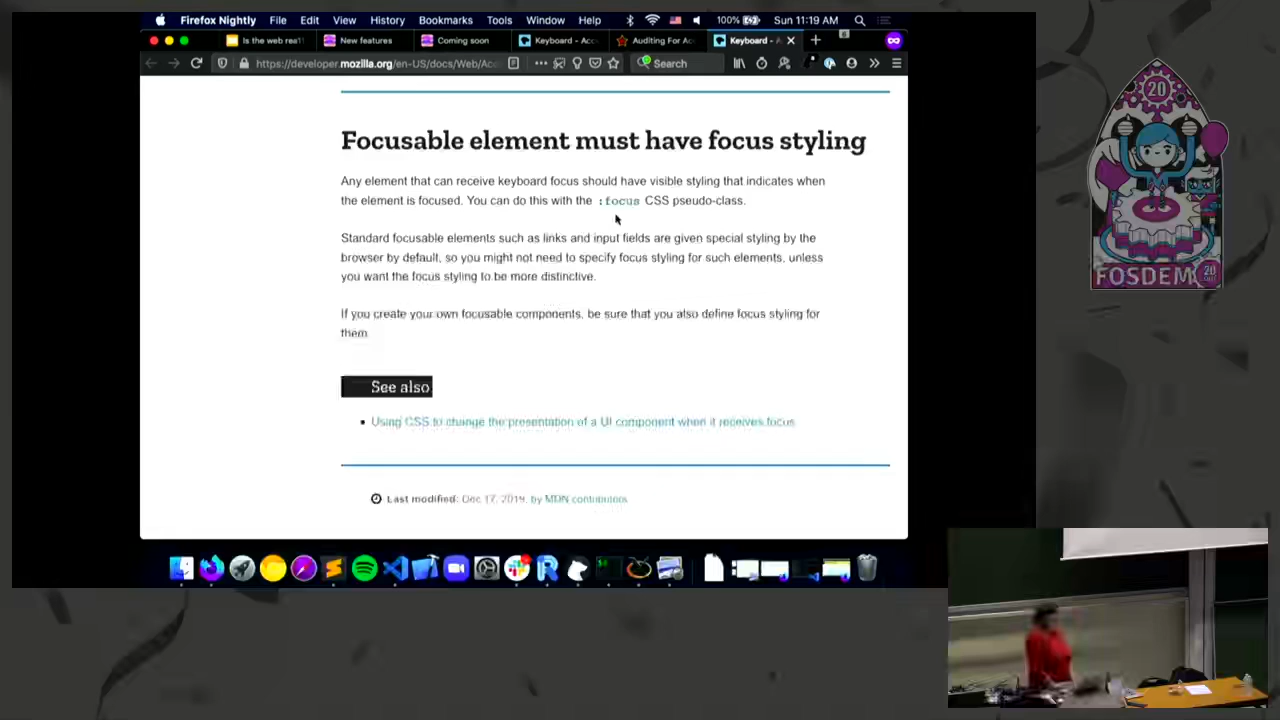 Firefox Nightly File Edit View History Bookmarks Tools Window Help 100% Sun 11:19 AM
Is the web rea New features Coming soon Keyboard - Acc Auditing For Ac Keyboard - A
https://developer.mozilla.org/en-US/docs/Web/Acc Search
Focusable element must have focus styling
Any element that can receive keyboard focus should have visible styling that indicates when
the element is focused. You can do this with the :focus CSS pseudo-class.
Standard focusable elements such as links and input fields are given special styling by the
browser by default, so you might not need to specify focus styling for such elements, unless
you want the focus styling to be more distinctive.
If you create your own focusable components, be sure that you also define focus styling for
them.
See also
Using CSS to change the presentation of a UI component when it receives focus
Last modified: Dec 17, 2019, by MDN contributors
20
FOSDEM 20